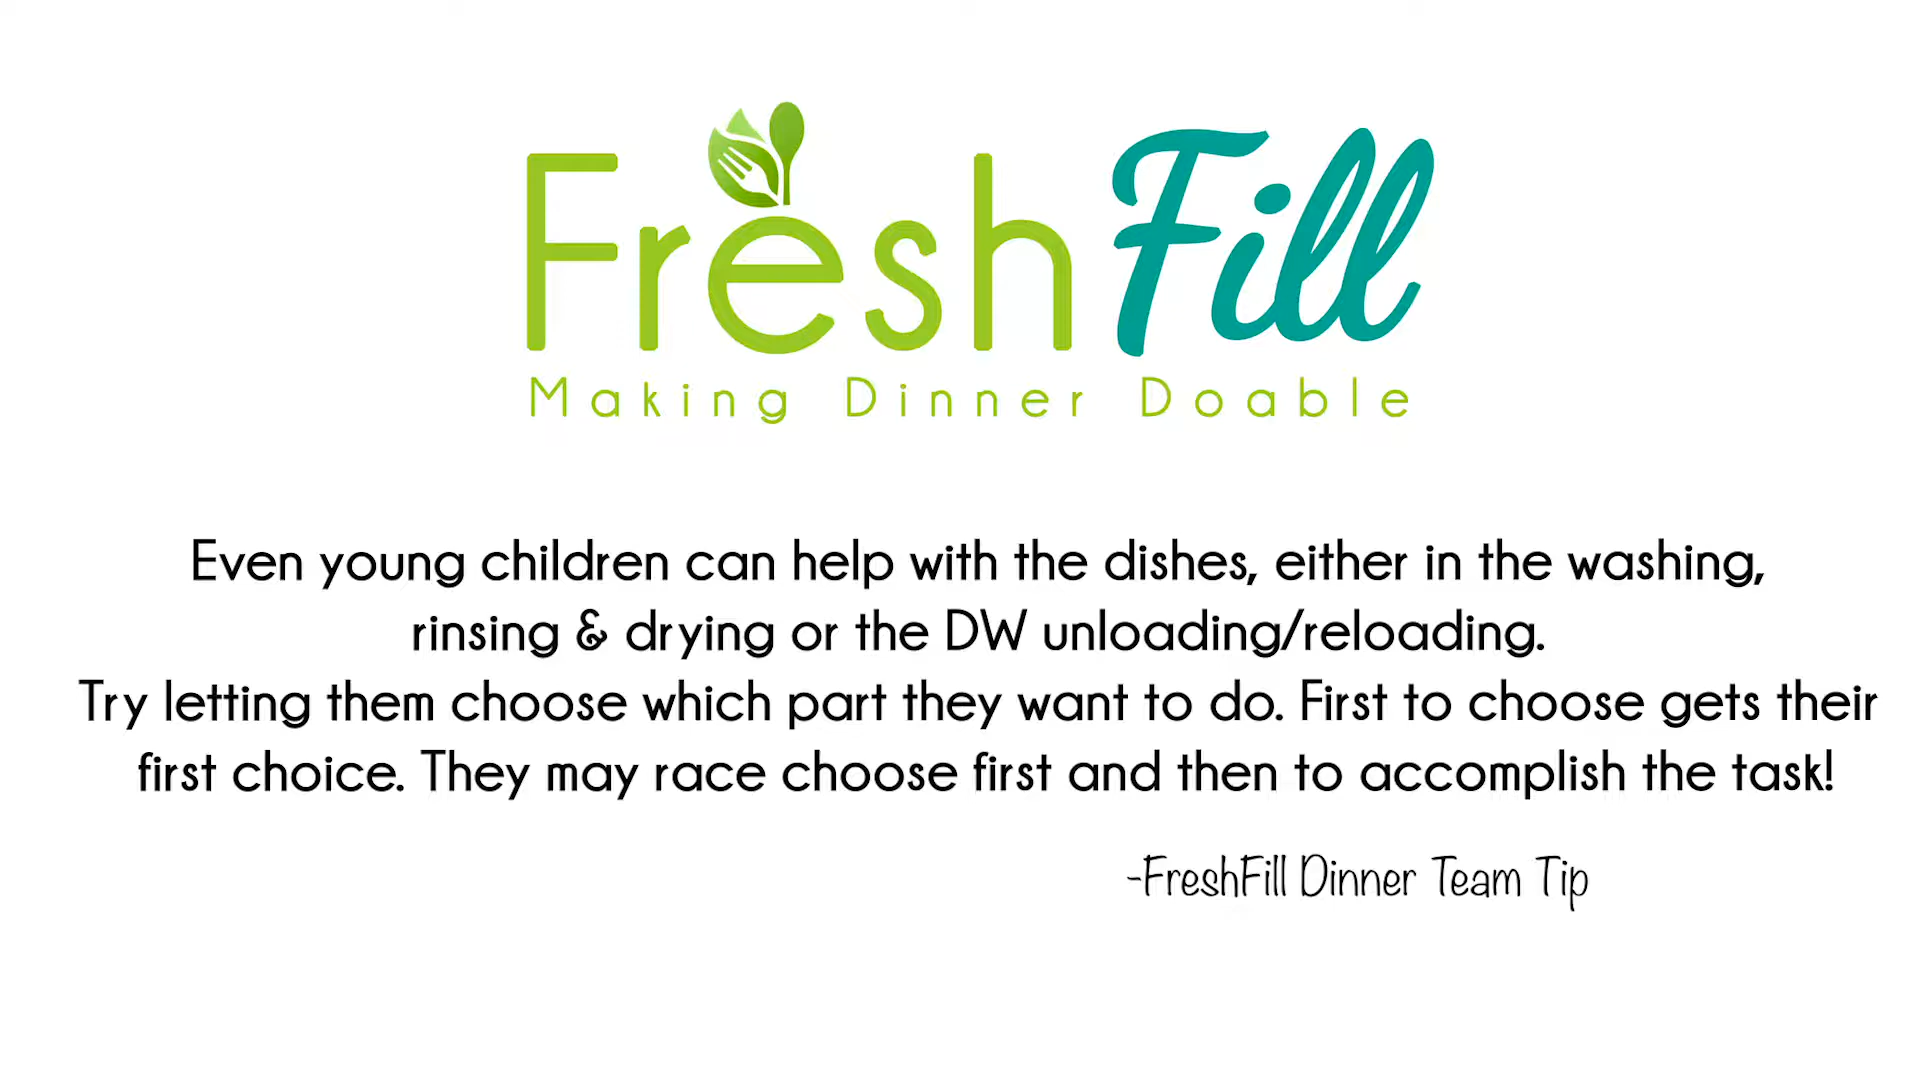 FreshFill
Making Dinner Doable
Even young children can help with the dishes, either in the washing,
rinsing & drying or the DW unloading/reloading.
Try letting them choose which part they want to do. First to choose gets their
first choice. They may race choose first and then to accomplish the task!
-FreshFill Dinner Team Tip